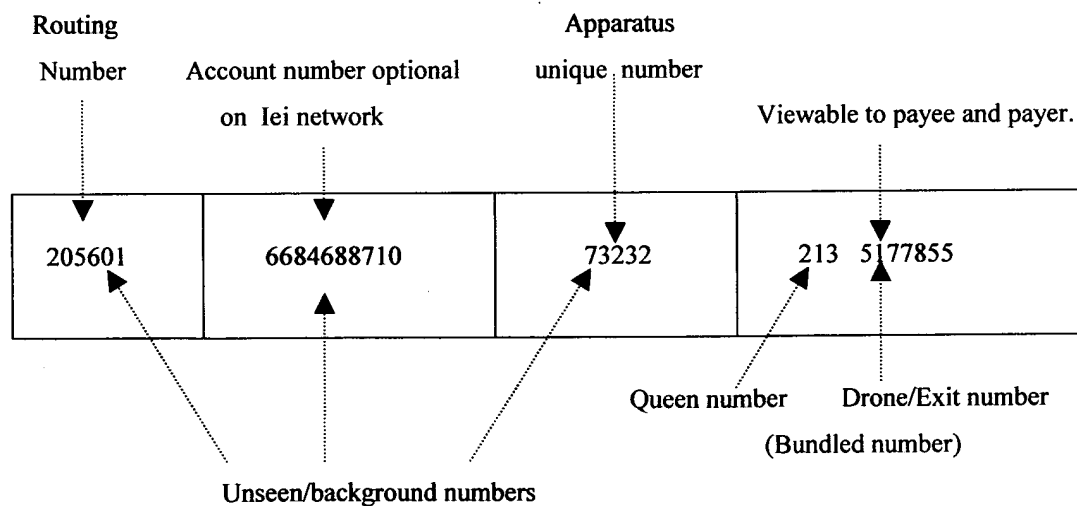 Routing
Number
Account number optional
on Iei network
Apparatus
unique number
Viewable to payee and payer.
205601
6684688710
73232
213 5177855
Queen number
Drone/Exit number
(Bundled number)
Unseen/background numbers